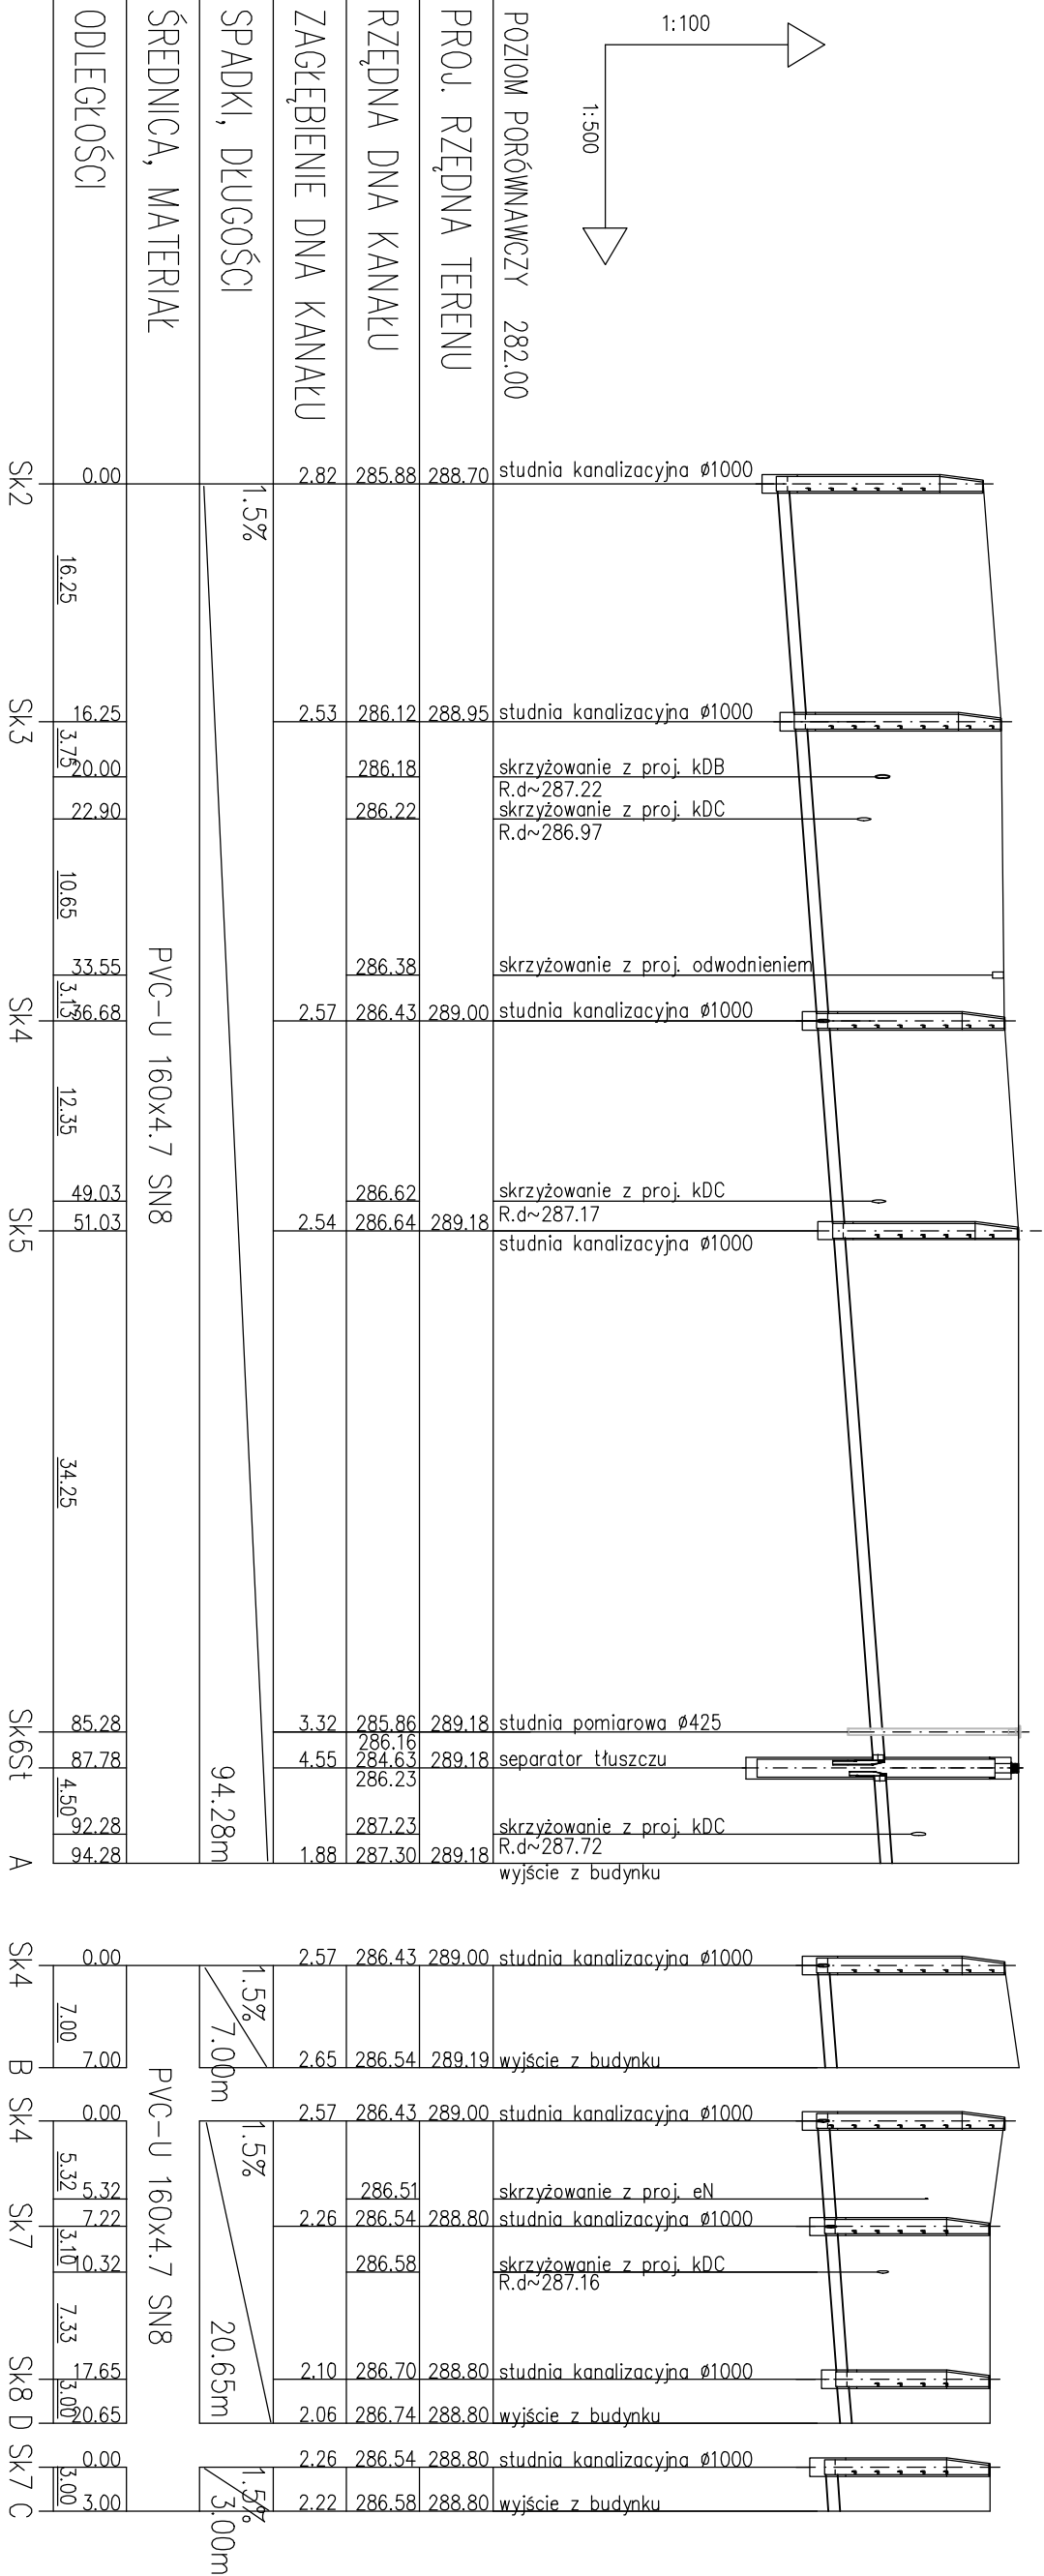 1:100
1:500
POZIOM PORÓWNAWCZY 282.00
PROJ. RZĘDNA TERENU
RZĘDNA DNA KANAŁU
ZAGŁĘBIENIE DNA KANAŁU
SPADKI, DŁUGOŚCI
ŚREDNICA, MATERIAŁ
ODLEGŁOŚCI
studnia kanalizacyjna ø1000
288.70
285.88
2.82
0.00
Sk2
1.5%
16.25
studnia kanalizacyjna ø1000
288.95
286.12
2.53
16.25
Sk3
3.75
skrzyżowanie z proj. kDB
R.d~287.22
286.18
20.00
skrzyżowanie z proj. kDC
R.d~286.97
286.22
22.90
10.65
skrzyżowanie z proj. odwodnieniem
286.38
33.55
3.13
studnia kanalizacyjna ø1000
289.00
286.43
2.57
36.68
Sk4
PVC-U 160x4.7 SN8
12.35
skrzyżowanie z proj. kDC
R.d~287.17
286.62
49.03
studnia kanalizacyjna ø1000
289.18
286.64
2.54
51.03
Sk5
34.25
studnia pomiarowa ø425
289.18
285.86
286.16
3.32
85.28
Sk6
separator tłuszczu
289.18
284.63
286.23
4.55
87.78
St
4.50
skrzyżowanie z proj. kDC
R.d~287.72
287.23
92.28
94.28m
wyjście z budynku
289.18
287.30
1.88
94.28
A
studnia kanalizacyjna ø1000
289.00
286.43
2.57
0.00
Sk4
1.5%
7.00m
7.00
wyjście z budynku
289.19
286.54
2.65
7.00
B
PVC-U 160x4.7 SN8
studnia kanalizacyjna ø1000
289.00
286.43
2.57
0.00
Sk4
1.5%
5.32
skrzyżowanie z proj. eN
286.51
5.32
studnia kanalizacyjna ø1000
288.80
286.54
2.26
7.22
Sk7
3.10
skrzyżowanie z proj. kDC
R.d~287.16
286.58
10.32
7.33
20.65m
studnia kanalizacyjna ø1000
288.80
286.70
2.10
17.65
Sk8
3.00
wyjście z budynku
288.80
286.74
2.06
20.65
D
studnia kanalizacyjna ø1000
288.80
286.54
2.26
0.00
Sk7
1.5%
3.00m
3.00
wyjście z budynku
288.80
286.58
2.22
3.00
C